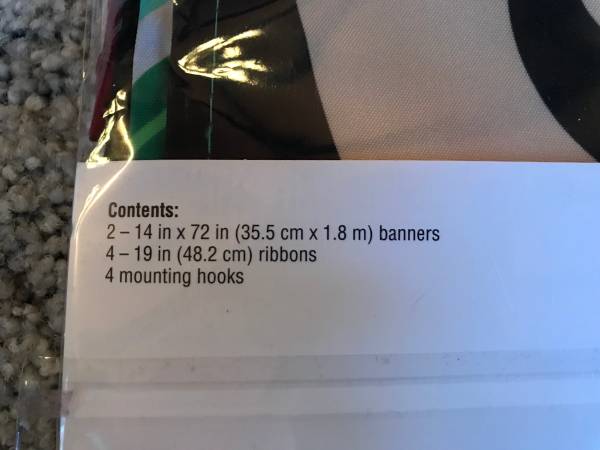 Contents:
2 – 14 in x 72 in (35.5 cm x 1.8 m) banners
4 – 19 in (48.2 cm) ribbons
4 mounting hooks